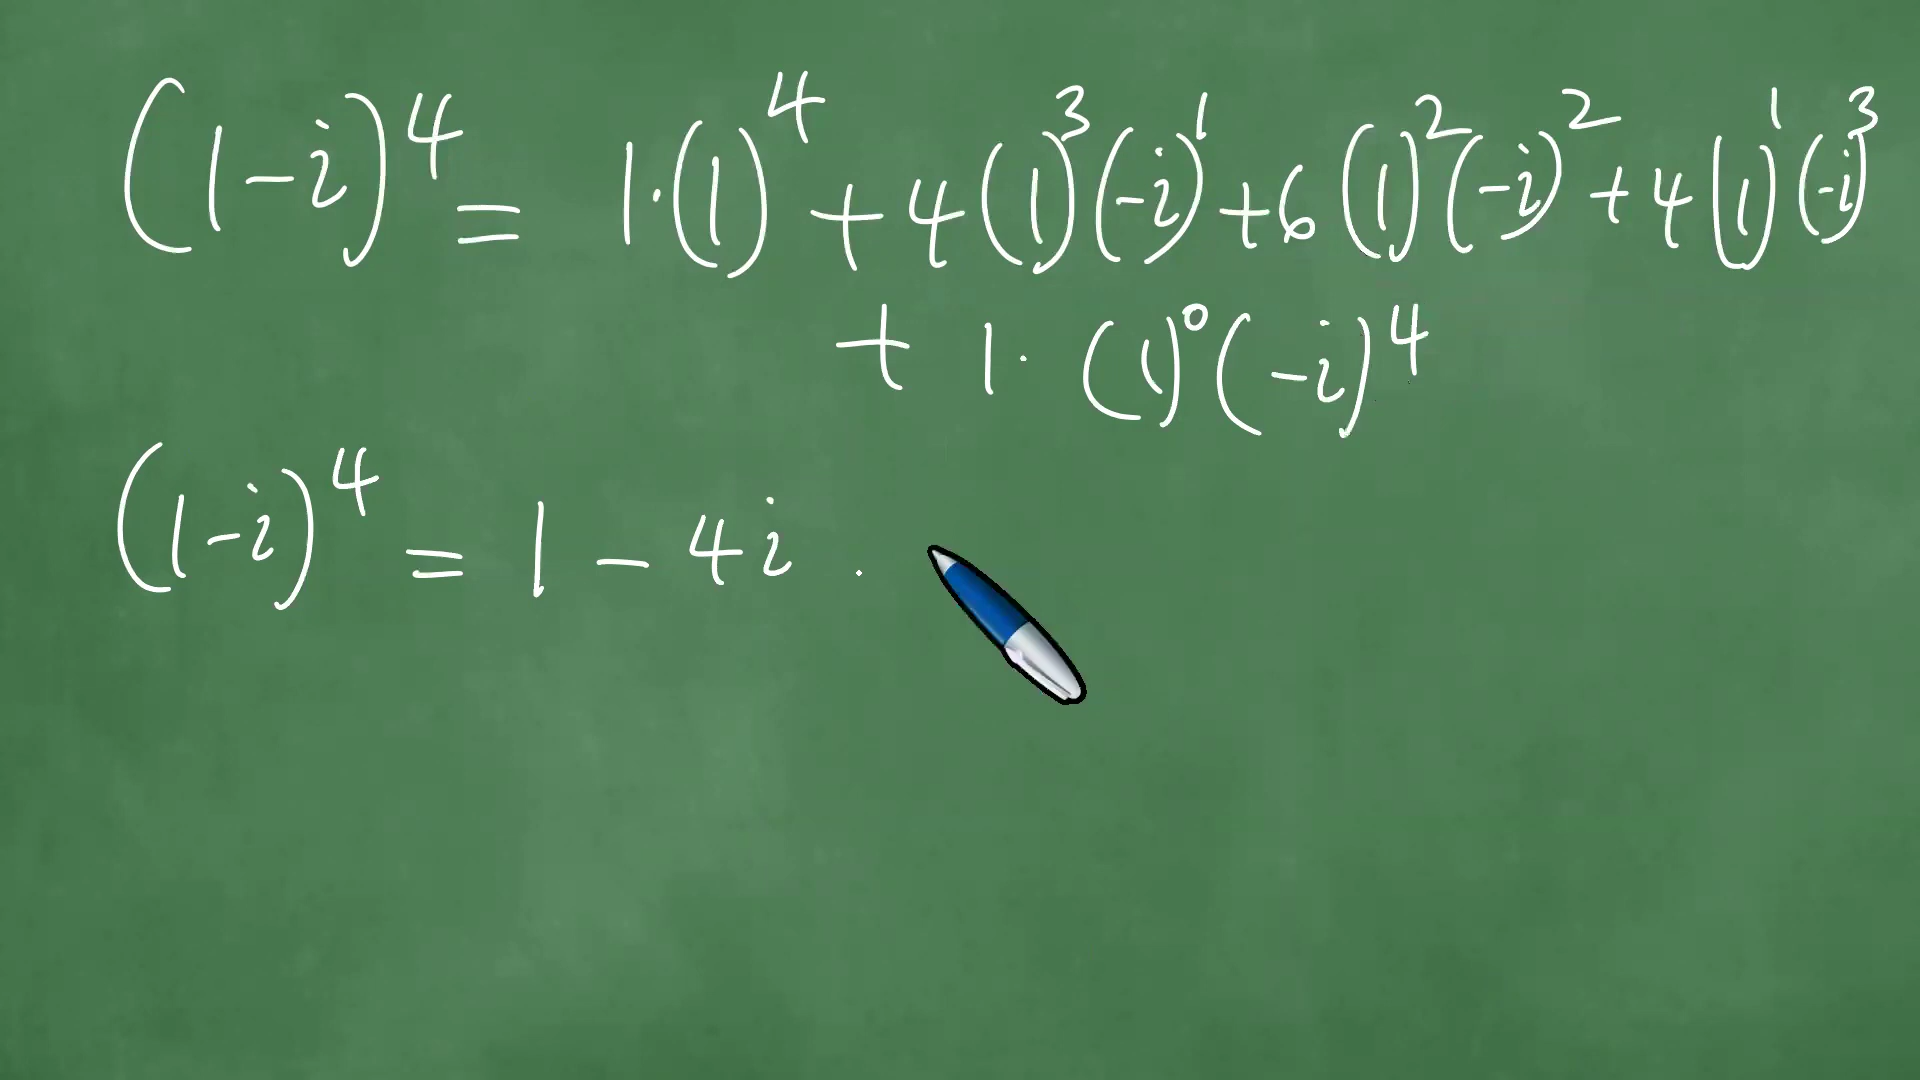 (1-i)⁴ = 1·(1)⁴ + 4(1)³(-i)¹ + 6(1)²(-i)² + 4(1)¹(-i)³
+ 1·(1)⁰(-i)⁴
(1-i)⁴ = 1 - 4i .